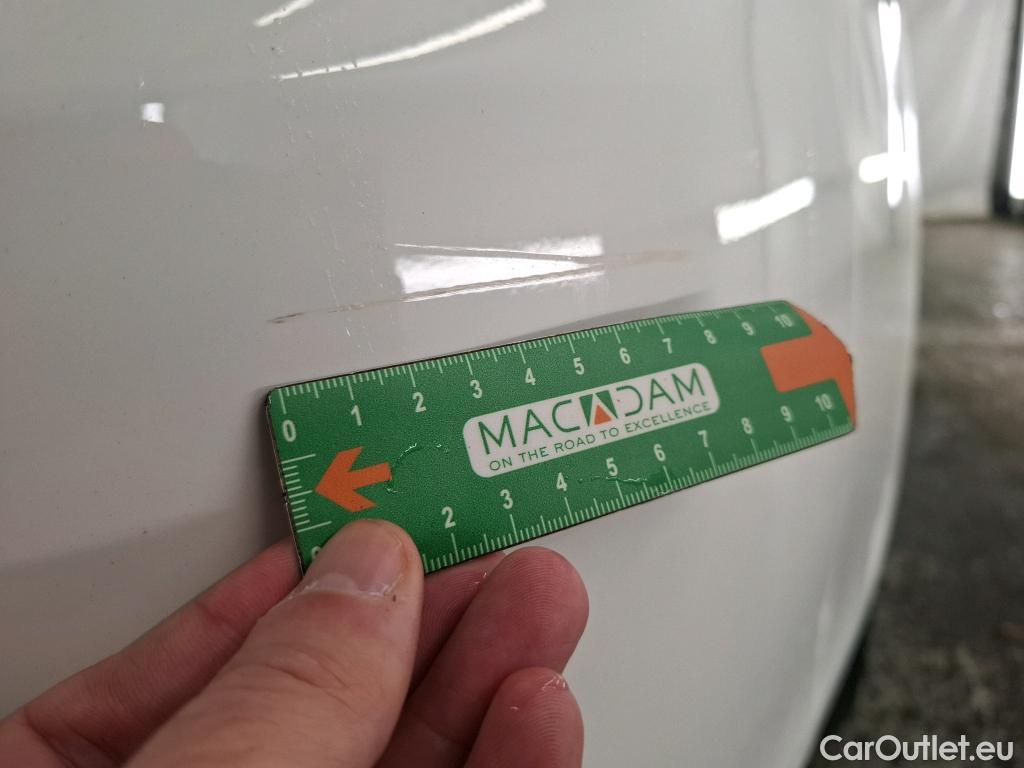 0 1 2 3 4 5 6 7 8 9 10
MACADAM
ON THE ROAD TO EXCELLENCE
2 3 4 5 6 7 8 9 10
CarOutlet.eu